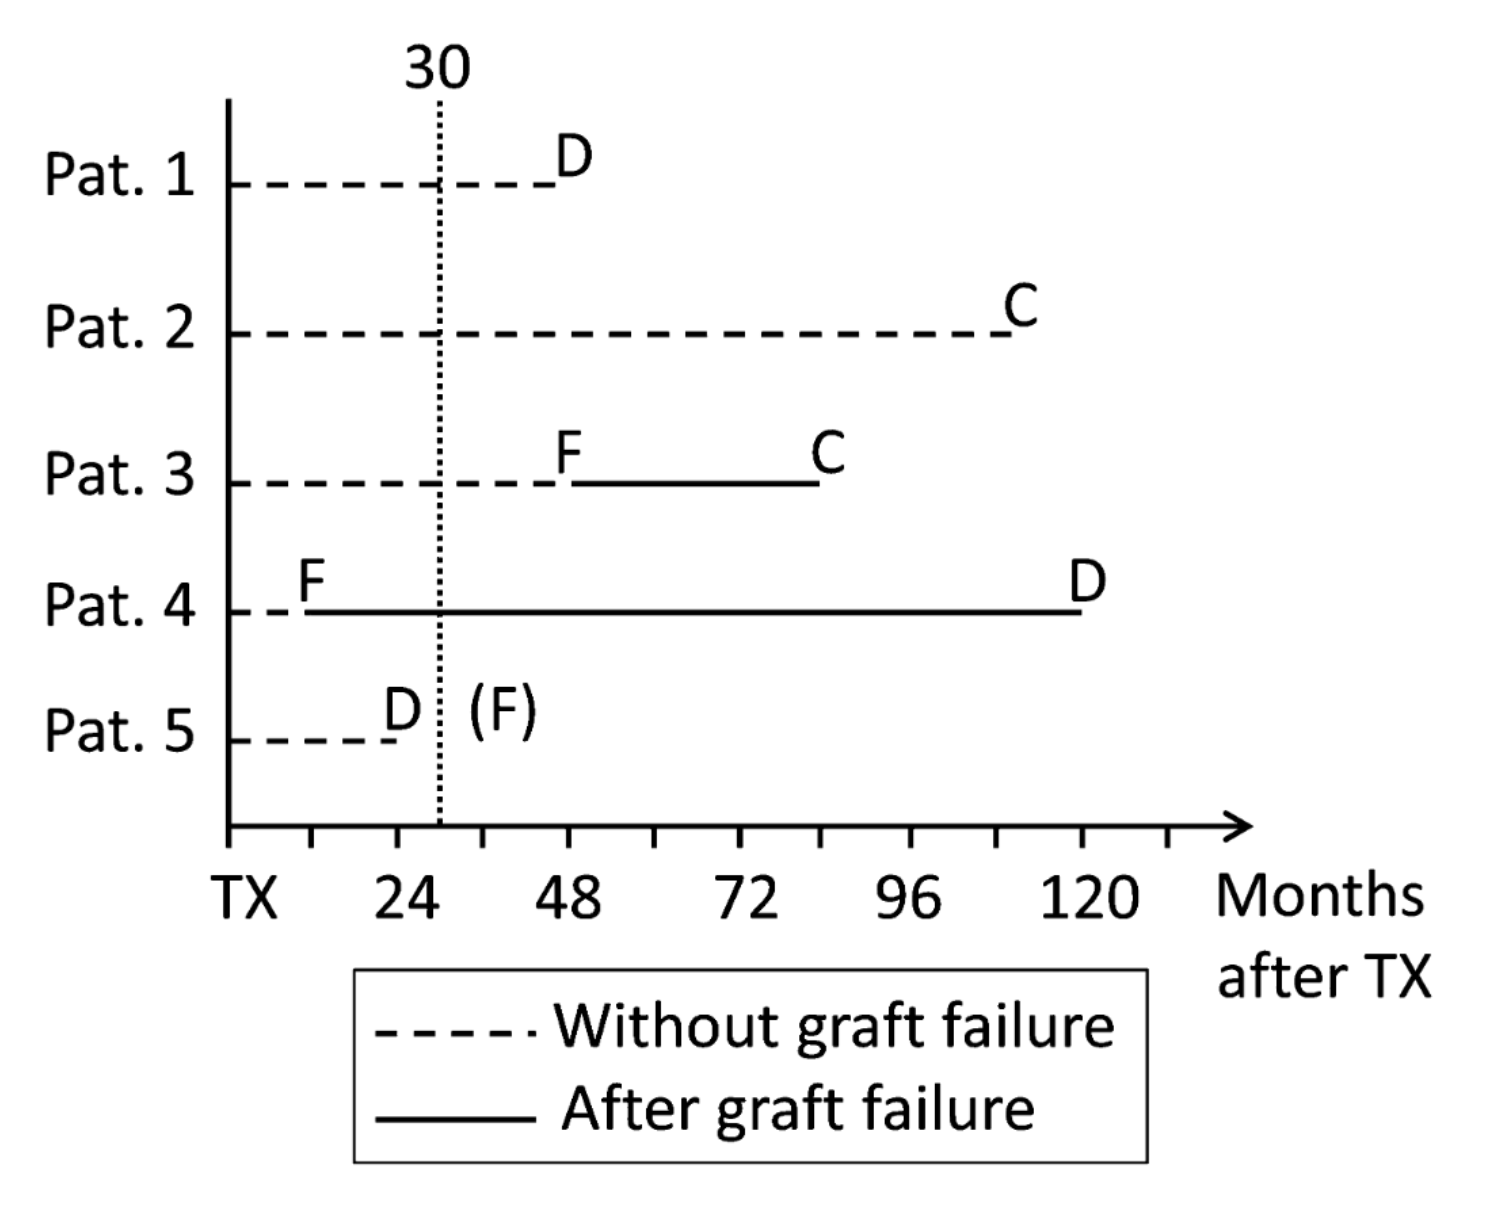 30
Pat. 1 D
Pat. 2 C
Pat. 3 F C
Pat. 4 F D
Pat. 5 D (F)
TX 24 48 72 96 120 Months
after TX
Without graft failure
After graft failure